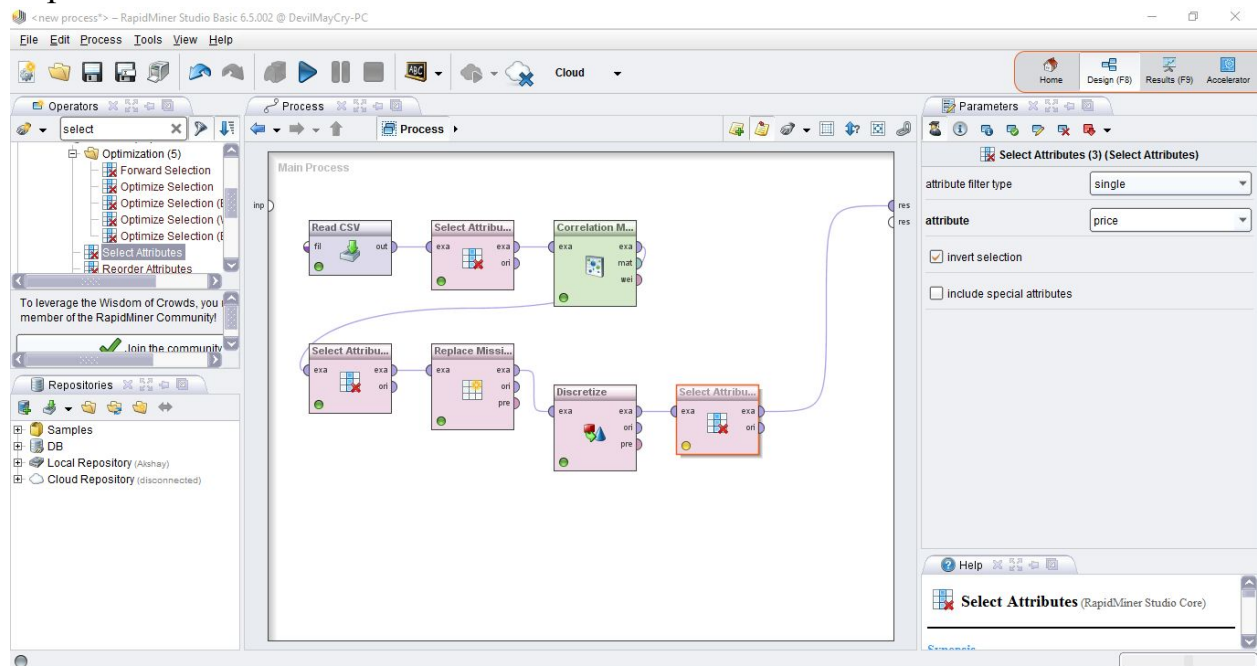 <new process*> – RapidMiner Studio Basic 6.5.002 @ DevilMayCry-PC
File Edit Process Tools View Help
ABC
Cloud
Home Design (F8) Results (F9) Accelerator
Operators
select
Optimization (5)
Forward Selection
Optimize Selection
Optimize Selection (
Optimize Selection (
Optimize Selection (
Select Attributes
Reorder Attributes
To leverage the Wisdom of Crowds, you
member of the RapidMiner Community!
Join the community
Repositories
Samples
DB
Local Repository (Akshay)
Cloud Repository (disconnected)
Process
Process
Main Process
inp
res
res
Read CSV
fil out
Select Attribu...
exa exa
ori
Correlation M...
exa exa
mat
wei
Select Attribu...
exa exa
ori
Replace Missi...
exa exa
ori
pre
Discretize
exa exa
ori
pre
Select Attribu...
exa exa
ori
Parameters
Select Attributes (3) (Select Attributes)
attribute filter type single
attribute price
invert selection
include special attributes
Help
Select Attributes (RapidMiner Studio Core)